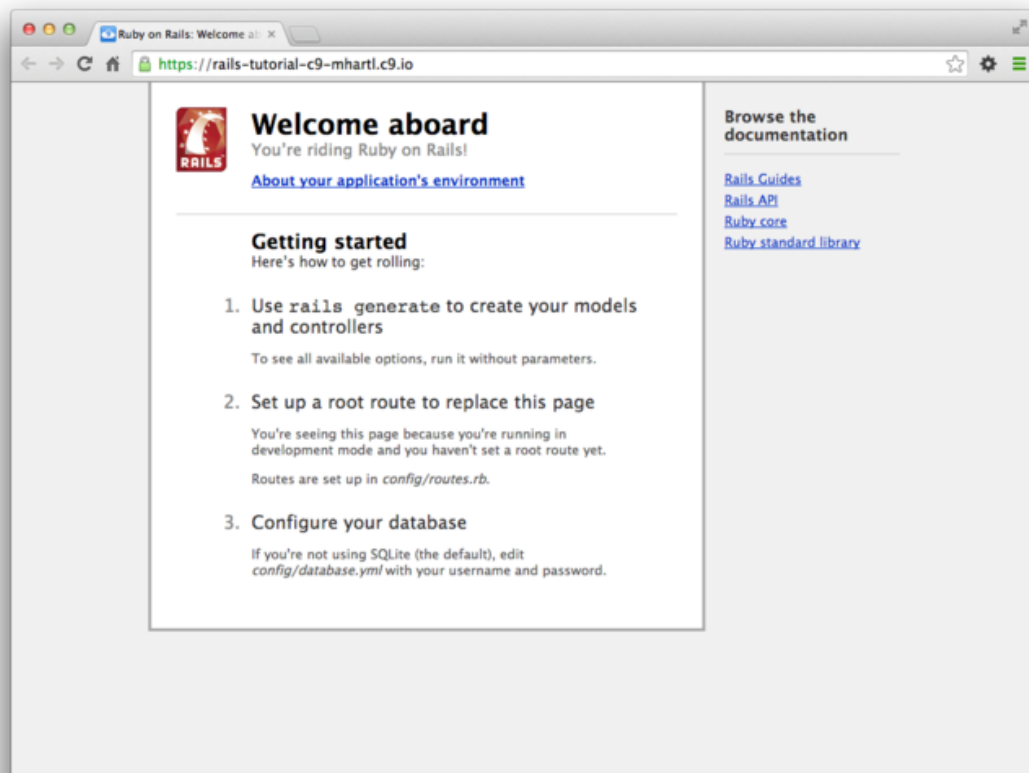 Ruby on Rails: Welcome ab
https://rails-tutorial-c9-mhartl.c9.io
RAILS
Welcome aboard
You're riding Ruby on Rails!
About your application's environment
Getting started
Here's how to get rolling:
1. Use rails generate to create your models
and controllers
To see all available options, run it without parameters.
2. Set up a root route to replace this page
You're seeing this page because you're running in
development mode and you haven't set a root route yet.
Routes are set up in config/routes.rb.
3. Configure your database
If you're not using SQLite (the default), edit
config/database.yml with your username and password.
Browse the
documentation
Rails Guides
Rails API
Ruby core
Ruby standard library